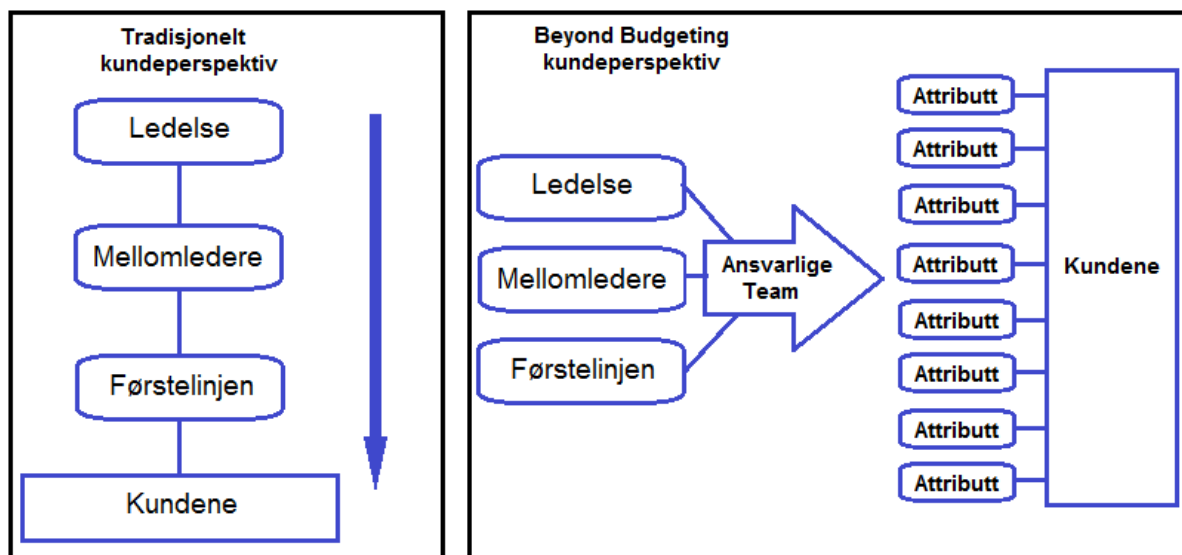 Tradisjonelt
kundeperspektiv
Ledelse
Mellomledere
Førstelinjen
Kundene
Beyond Budgeting
kundeperspektiv
Ledelse
Mellomledere
Førstelinjen
Ansvarlige
Team
Attributt
Attributt
Attributt
Attributt
Attributt
Attributt
Attributt
Attributt
Kundene